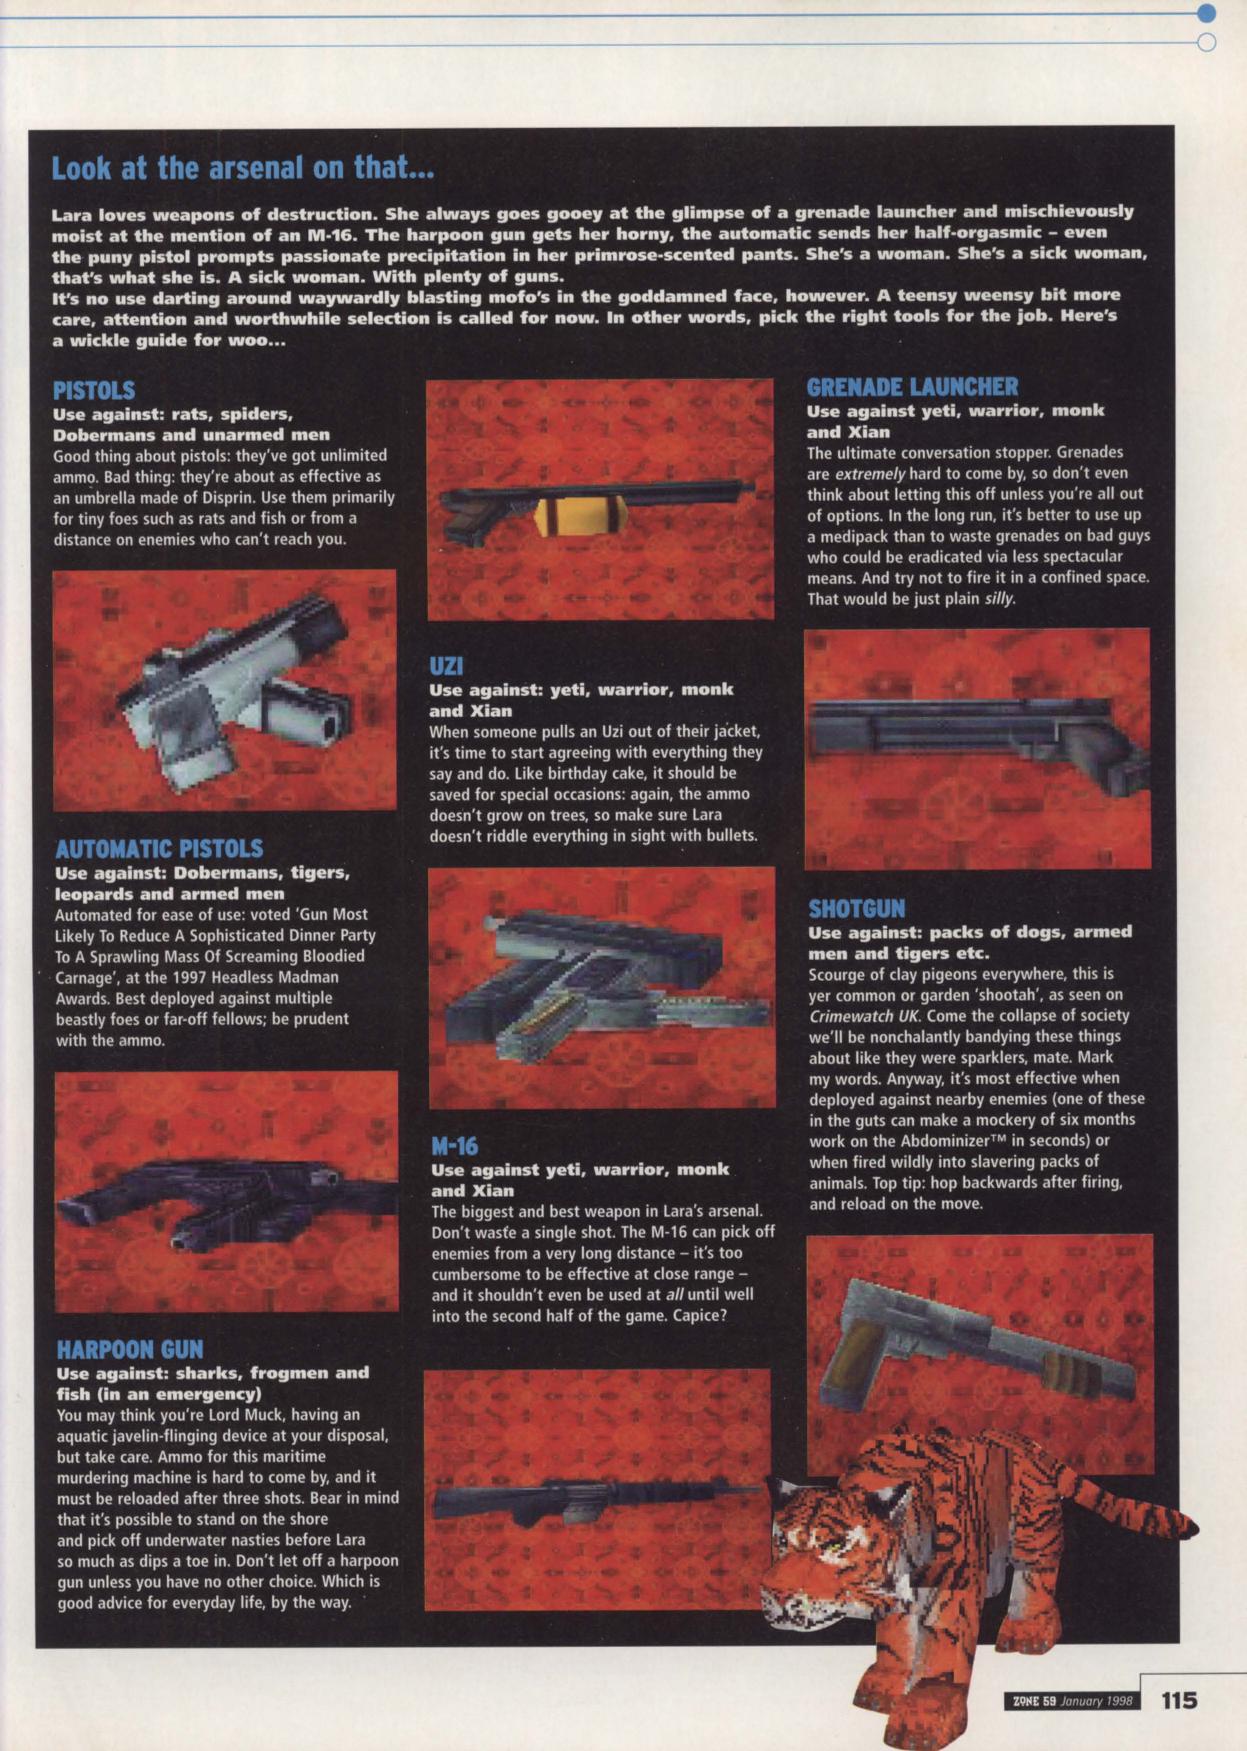 Look at the arsenal on that...
Lara loves weapons of destruction. She always goes gooey at the glimpse of a grenade launcher and mischievously
moist at the mention of an M-16. The harpoon gun gets her horny, the automatic sends her half-orgasmic – even
the puny pistol prompts passionate precipitation in her primrose-scented pants. She's a woman. She's a sick woman,
that's what she is. A sick woman. With plenty of guns.
It's no use darting around waywardly blasting mofo's in the goddamned face, however. A teensy weensy bit more
care, attention and worthwhile selection is called for now. In other words, pick the right tools for the job. Here's
a wickle guide for woo...
PISTOLS
Use against: rats, spiders,
Dobermans and unarmed men
Good thing about pistols: they've got unlimited
ammo. Bad thing: they're about as effective as
an umbrella made of Disprin. Use them primarily
for tiny foes such as rats and fish or from a
distance on enemies who can't reach you.
AUTOMATIC PISTOLS
Use against: Dobermans, tigers,
leopards and armed men
Automated for ease of use: voted 'Gun Most
Likely To Reduce A Sophisticated Dinner Party
To A Sprawling Mass Of Screaming Bloodied
Carnage', at the 1997 Headless Madman
Awards. Best deployed against multiple
beastly foes or far-off fellows; be prudent
with the ammo.
HARPOON GUN
Use against: sharks, frogmen and
fish (in an emergency)
You may think you're Lord Muck, having an
aquatic javelin-flinging device at your disposal,
but take care. Ammo for this maritime
murdering machine is hard to come by, and it
must be reloaded after three shots. Bear in mind
that it's possible to stand on the shore
and pick off underwater nasties before Lara
so much as dips a toe in. Don't let off a harpoon
gun unless you have no other choice. Which is
good advice for everyday life, by the way.
UZI
Use against: yeti, warrior, monk
and Xian
When someone pulls an Uzi out of their jacket,
it's time to start agreeing with everything they
say and do. Like birthday cake, it should be
saved for special occasions: again, the ammo
doesn't grow on trees, so make sure Lara
doesn't riddle everything in sight with bullets.
M-16
Use against yeti, warrior, monk
and Xian
The biggest and best weapon in Lara's arsenal.
Don't waste a single shot. The M-16 can pick off
enemies from a very long distance – it's too
cumbersome to be effective at close range –
and it shouldn't even be used at all until well
into the second half of the game. Capice?
GRENADE LAUNCHER
Use against yeti, warrior, monk
and Xian
The ultimate conversation stopper. Grenades
are extremely hard to come by, so don't even
think about letting this off unless you're all out
of options. In the long run, it's better to use up
a medipack than to waste grenades on bad guys
who could be eradicated via less spectacular
means. And try not to fire it in a confined space.
That would be just plain silly.
SHOTGUN
Use against: packs of dogs, armed
men and tigers etc.
Scourge of clay pigeons everywhere, this is
yer common or garden 'shootah', as seen on
Crimewatch UK. Come the collapse of society
we'll be nonchalantly bandying these things
about like they were sparklers, mate. Mark
my words. Anyway, it's most effective when
deployed against nearby enemies (one of these
in the guts can make a mockery of six months
work on the Abdominizer™ in seconds) or
when fired wildly into slavering packs of
animals. Top tip: hop backwards after firing,
and reload on the move.
ZONE 59 January 1998 115